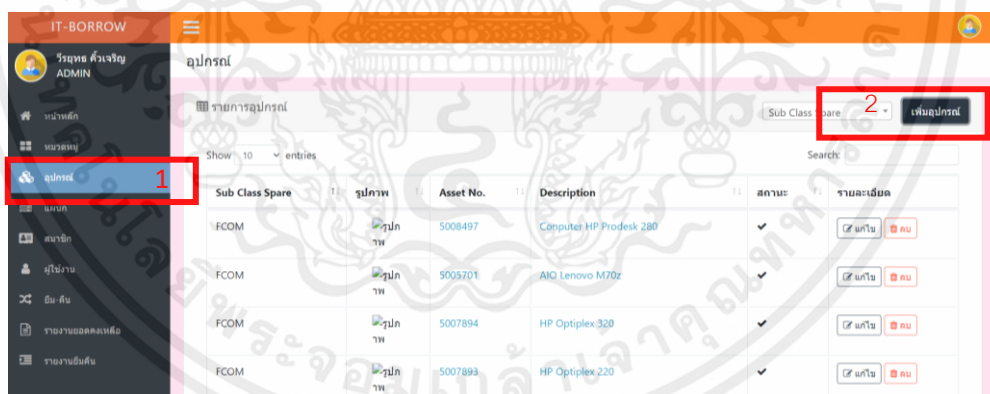 IT-BORROW
วีรยุทธ คิ้วเจริญ
ADMIN
อุปกรณ์
หน้าหลัก
หมวดหมู่
อุปกรณ์ 1
แผนก
สมาชิก
ผู้ใช้งาน
ยืม-คืน
รายงานยอดคงเหลือ
รายงานยืมคืน
รายการอุปกรณ์
Sub Class Spare 2 เพิ่มอุปกรณ์
Show 10 entries Search:
Sub Class Spare รูปภาพ Asset No. Description สถานะ รายละเอียด
FCOM รูปภาพ 5008497 Conputer HP Prodesk 280 แก้ไข ลบ
FCOM รูปภาพ 5005701 AIO Lenovo M70z แก้ไข ลบ
FCOM รูปภาพ 5007894 HP Optiplex 320 แก้ไข ลบ
FCOM รูปภาพ 5007893 HP Optiplex 220 แก้ไข ลบ